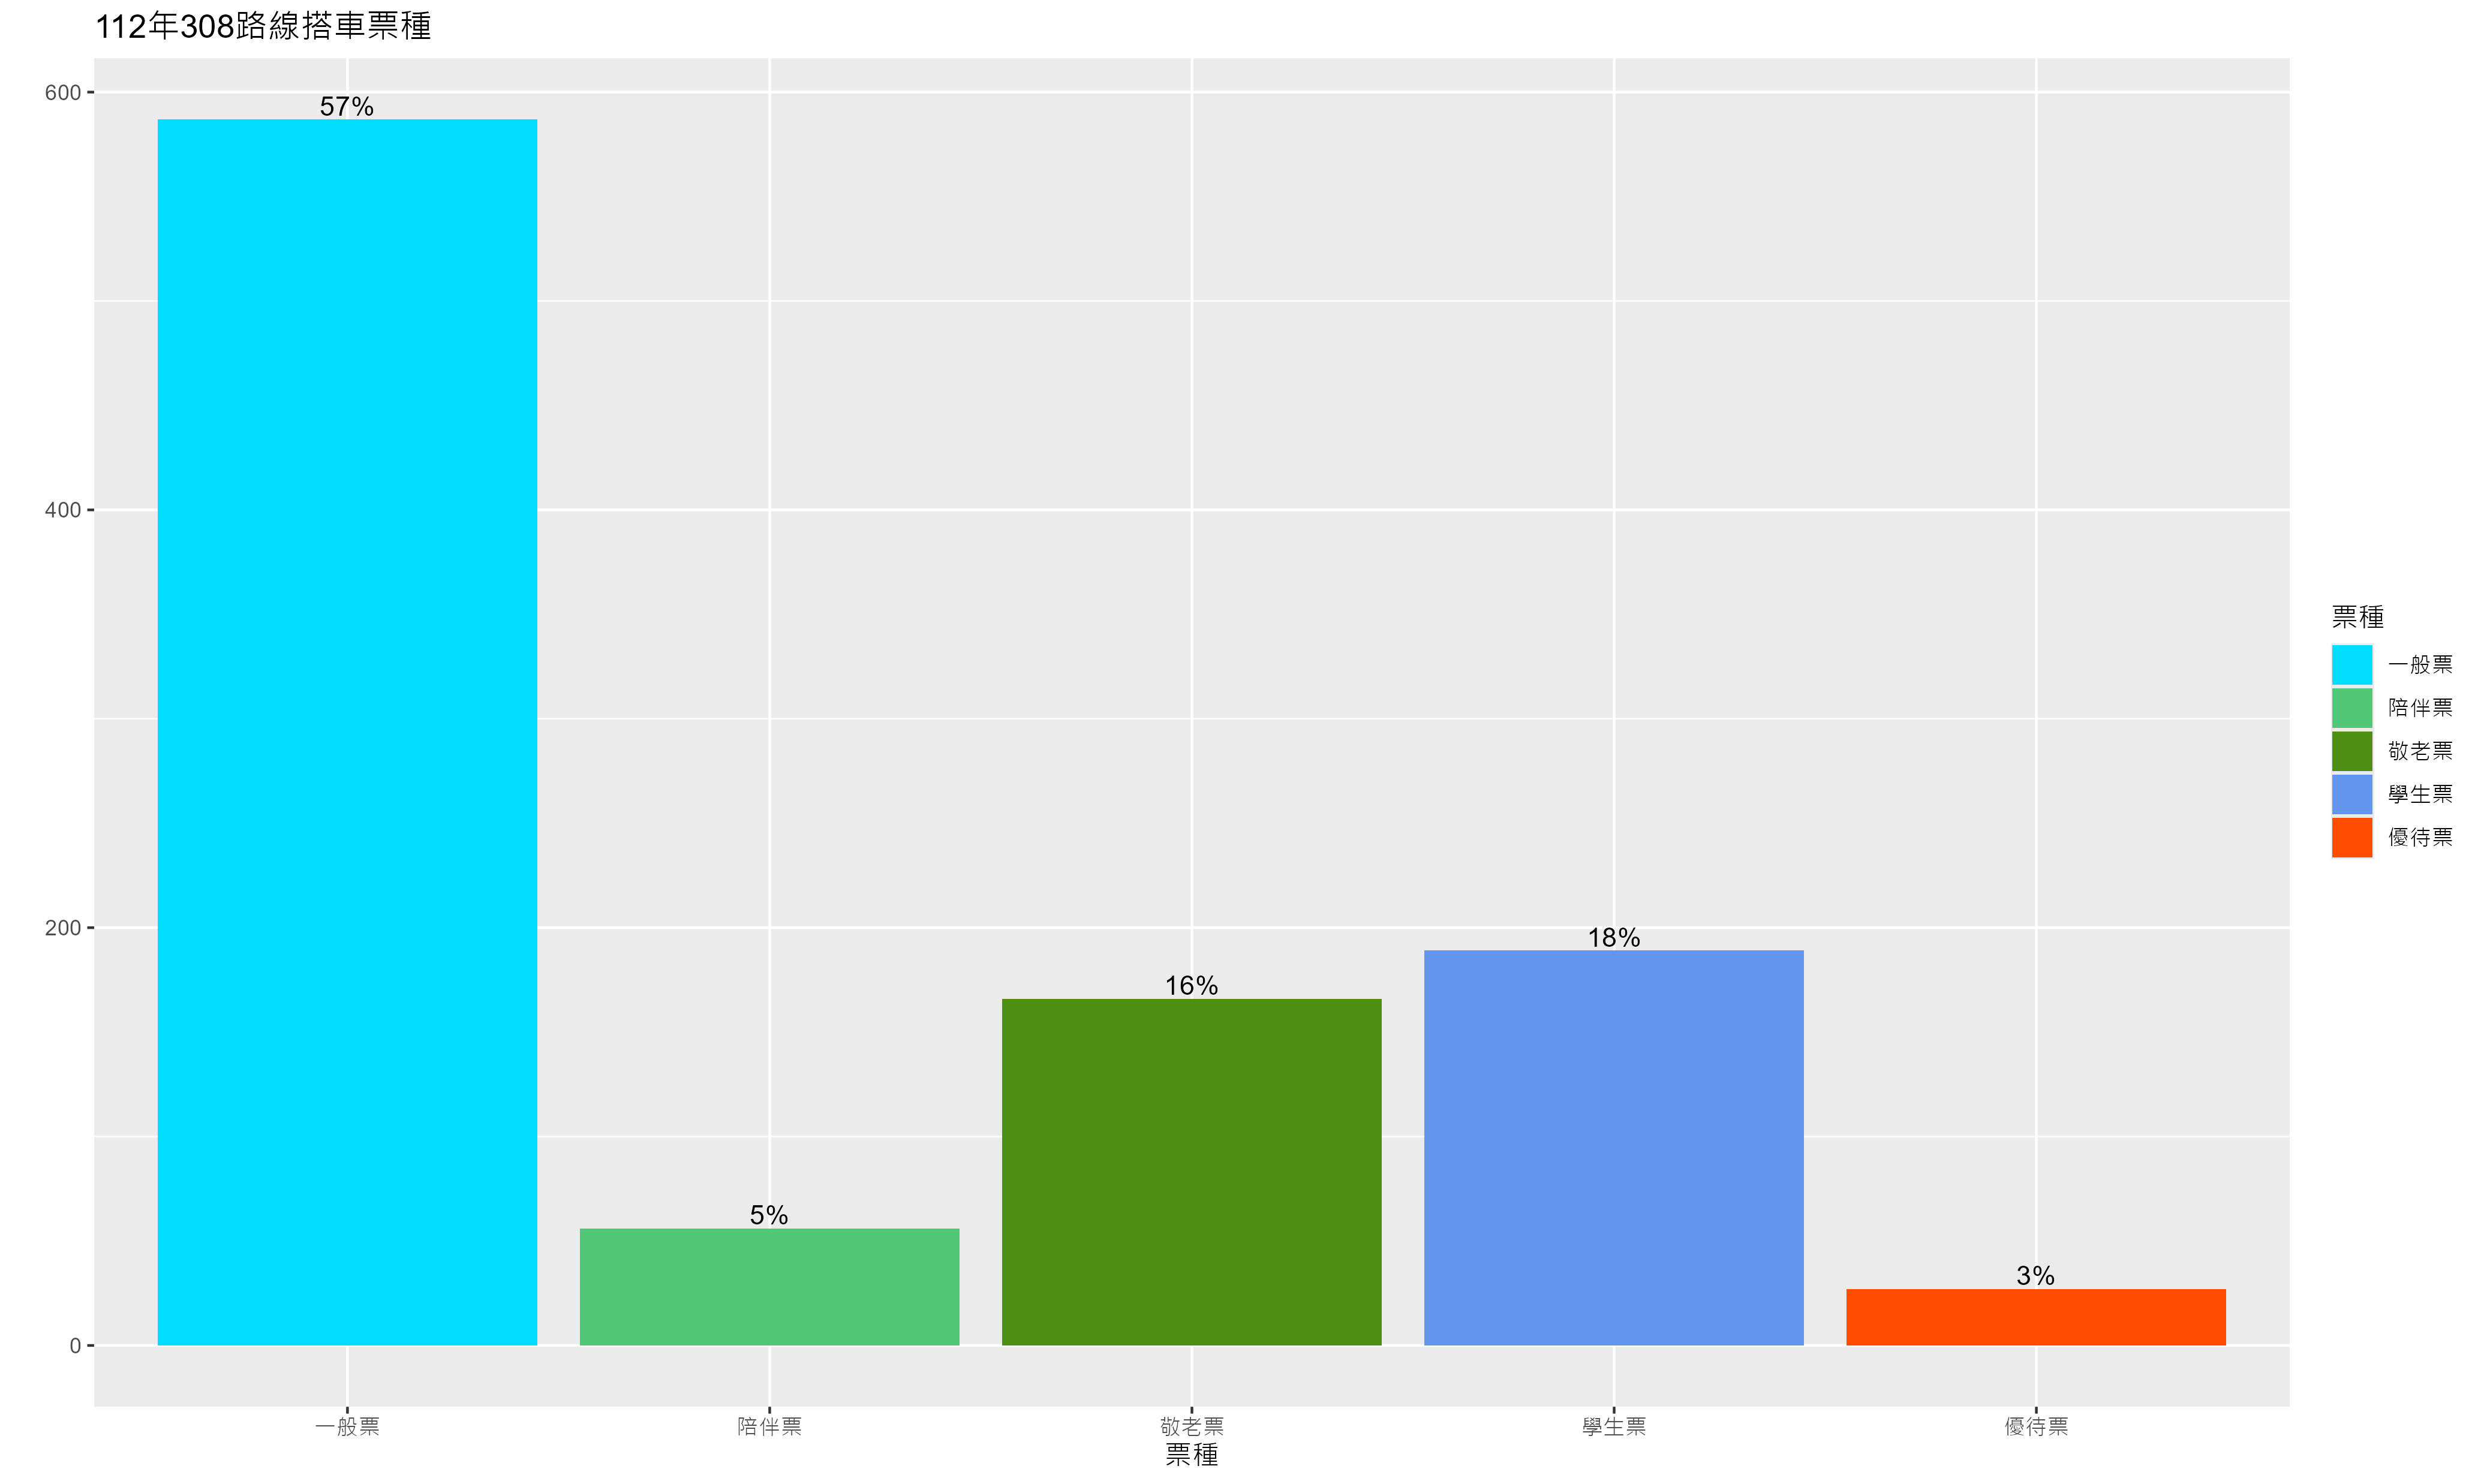 112年308路線搭車票種
600
400
200
0
57%
5%
16%
18%
3%
一般票
陪伴票
敬老票
學生票
優待票
票種
票種
一般票
陪伴票
敬老票
學生票
優待票